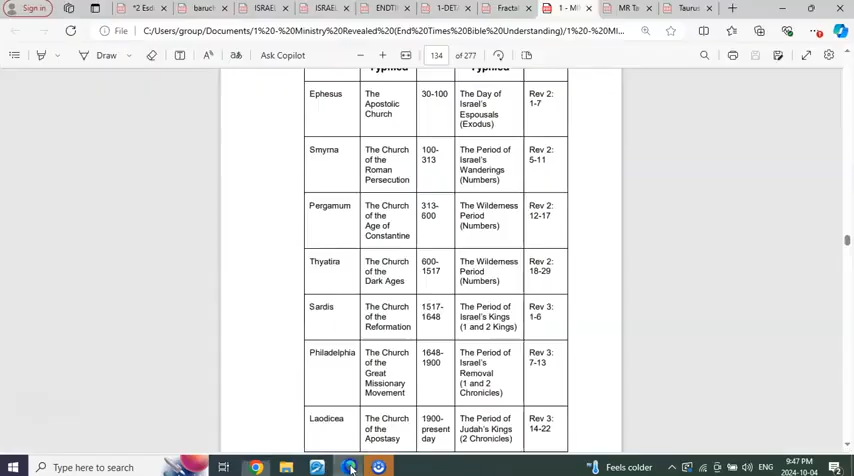 Sign in
*2 Esd
baruch
ISRAEL
ISRAEL
ENDTI
1-DETA
Fractal
1 - MR
MR Ta
Taurus
File
C:/Users/group/Documents/1%20-%20Ministry%20Revealed%20(End%20Times%20Bible%20Understanding)/1%20-%20MI...
Draw
Ask Copilot
134 of 277
Typified Typified
Ephesus
The
Apostolic
Church
30-100
The Day of
Israel's
Espousals
(Exodus)
Rev 2:
1-7
Smyrna
The Church
of the
Roman
Persecution
100-
313
The Period of
Israel's
Wanderings
(Numbers)
Rev 2:
5-11
Pergamum
The Church
of the
Age of
Constantine
313-
600
The Wilderness
Period
(Numbers)
Rev 2:
12-17
Thyatira
The Church
of the
Dark Ages
600-
1517
The Wilderness
Period
(Numbers)
Rev 2:
18-29
Sardis
The Church
of the
Reformation
1517-
1648
The Period of
Israel's Kings
(1 and 2 Kings)
Rev 3:
1-6
Philadelphia
The Church
of the
Great
Missionary
Movement
1648-
1900
The Period of
Israel's
Removal
(1 and 2
Chronicles)
Rev 3:
7-13
Laodicea
The Church
of the
Apostasy
1900-
present
day
The Period of
Judah's Kings
(2 Chronicles)
Rev 3:
14-22
Type here to search
Feels colder
ENG
9:47 PM
2024-10-04
2